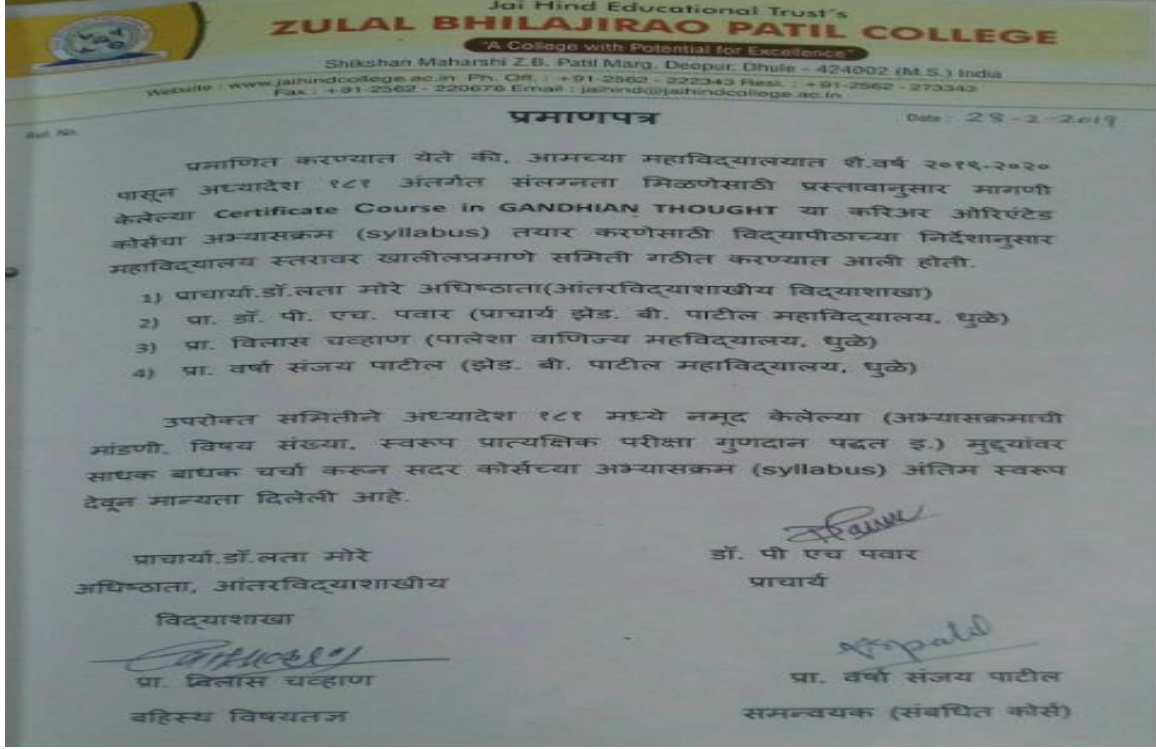 Jai Hind Educational Trust's
ZULAL BHILAJIRAO PATIL COLLEGE
"A College with Potential for Excellence"
Shikshan Maharshi Z.B. Patil Marg, Deopur, Dhule - 424002 (M.S.) India
Website : www.jaihindcollege.ac.in Ph. Off. : +91-2562 - 222343 Resi. : +91-2562 - 273343
Fax : +91-2562 - 220678 Email : jaihind@jaihindcollege.ac.in
प्रमाणपत्र
Ref. No. Date : 28-2-2019
प्रमाणित करण्यात येते की, आमच्या महाविद्यालयात शै.वर्ष २०१९-२०२०
पासून अध्यादेश १८१ अंतर्गत संलग्नता मिळणेसाठी प्रस्तावानुसार मागणी
केलेल्या Certificate Course in GANDHIAN THOUGHT या करिअर ओरिएंटेड
कोर्सचा अभ्यासक्रम (syllabus) तयार करणेसाठी विद्यापीठाच्या निर्देशानुसार
महाविद्यालय स्तरावर खालीलप्रमाणे समिती गठीत करण्यात आली होती.
1) प्राचार्या.डॉ.लता मोरे अधिष्ठाता(आंतरविद्याशाखीय विद्याशाखा)
2) प्रा. डॉ. पी. एच. पवार (प्राचार्य झेड. बी. पाटील महाविद्यालय, धुळे)
3) प्रा. विलास चव्हाण (पालेशा वाणिज्य महविद्यालय, धुळे)
4) प्रा. वर्षा संजय पाटील (झेड. बी. पाटील महाविद्यालय, धुळे)
उपरोक्त समितीने अध्यादेश १८१ मध्ये नमूद केलेल्या (अभ्यासक्रमाची
मांडणी, विषय संख्या, स्वरूप प्रात्यक्षिक परीक्षा गुणदान पद्धत इ.) मुद्द्यांवर
साधक बाधक चर्चा करून सदर कोर्सच्या अभ्यासक्रम (syllabus) अंतिम स्वरूप
देवून मान्यता दिलेली आहे.
प्राचार्या.डॉ.लता मोरे डॉ. पी एच पवार
अधिष्ठाता, आंतरविद्याशाखीय प्राचार्य
विद्याशाखा
प्रा. विलास चव्हाण प्रा. वर्षा संजय पाटील
बहिस्थ विषयतज्ञ समन्वयक (संबधित कोर्स)